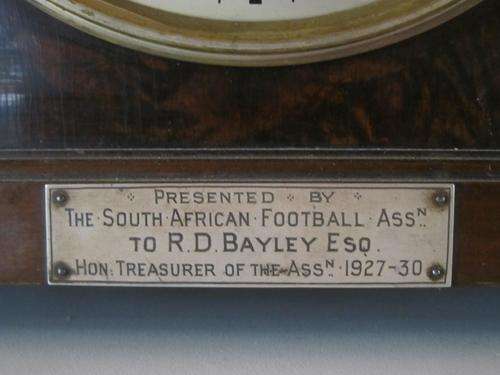 PRESENTED BY
THE SOUTH AFRICAN FOOTBALL ASSN.
TO R.D. BAYLEY ESQ.
HON. TREASURER OF THE ASSN. 1927-30